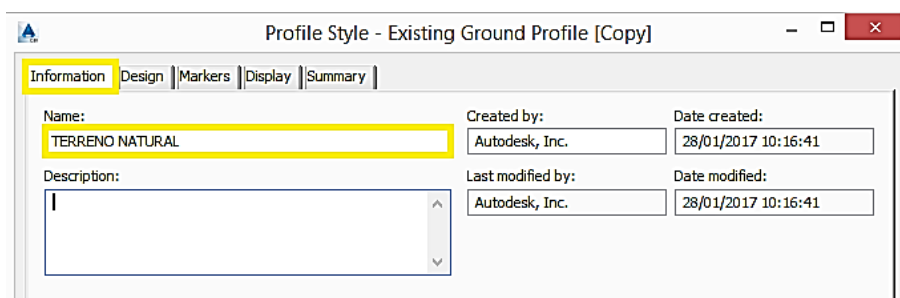 Profile Style - Existing Ground Profile [Copy]
Information Design Markers Display Summary
Name: Created by: Date created:
TERRENO NATURAL Autodesk, Inc. 28/01/2017 10:16:41
Description: Last modified by: Date modified:
Autodesk, Inc. 28/01/2017 10:16:41